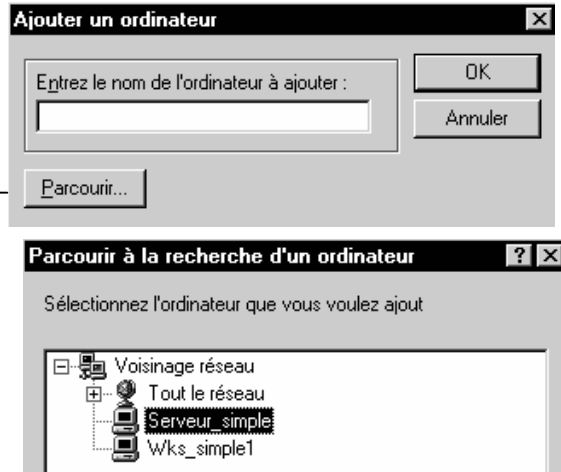 Ajouter un ordinateur
Entrez le nom de l'ordinateur à ajouter :
OK
Annuler
Parcourir...
Parcourir à la recherche d'un ordinateur
Sélectionnez l'ordinateur que vous voulez ajout
Voisinage réseau
Tout le réseau
Serveur_simple
Wks_simple1